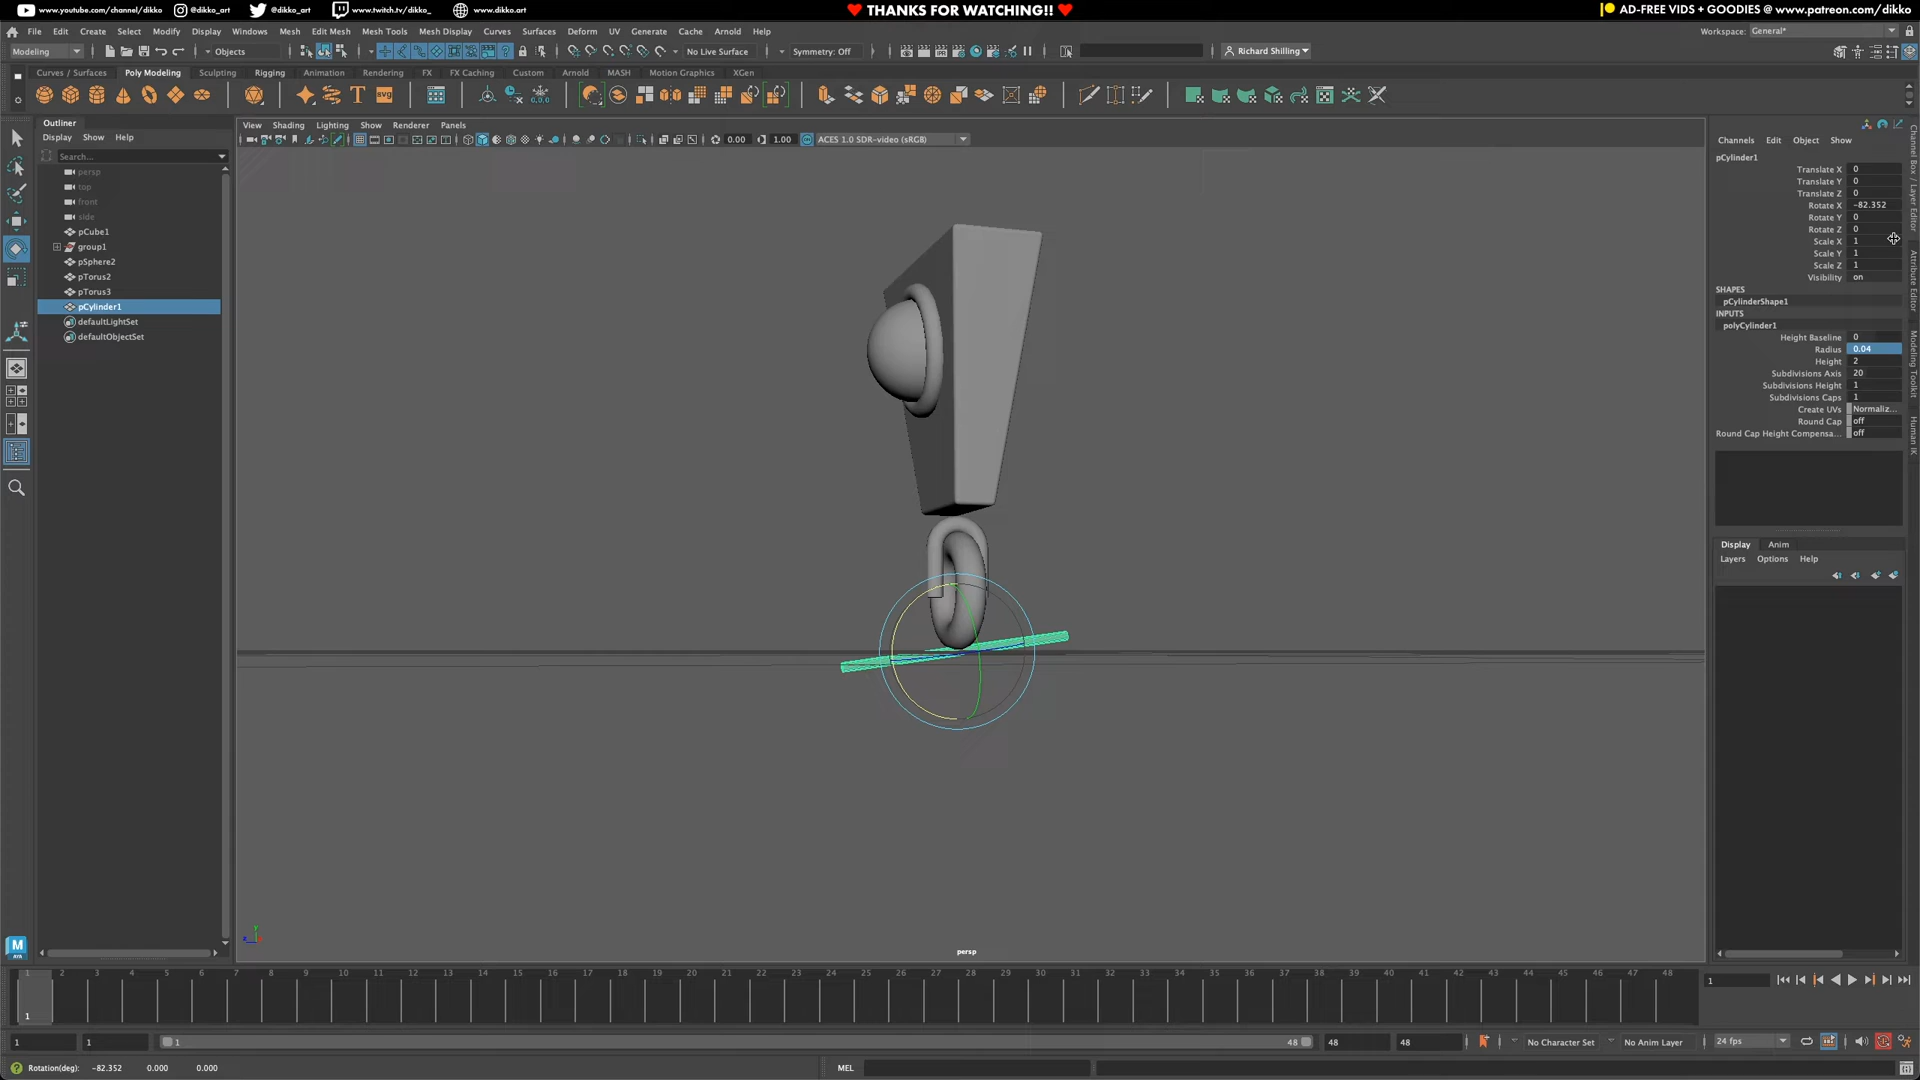 www.youtube.com/channel/dikko @dikko_art @dikko_art www.twitch.tv/dikko_ www.dikko.art THANKS FOR WATCHING!! AD-FREE VIDS + GOODIES @ www.patreon.com/dikko
File Edit Create Select Modify Display Windows Mesh Edit Mesh Mesh Tools Mesh Display Curves Surfaces Deform UV Generate Cache Arnold Help Workspace: General*
Modeling Objects No Live Surface Symmetry: Off Richard Shilling
Curves / Surfaces Poly Modeling Sculpting Rigging Animation Rendering FX FX Caching Custom Arnold MASH Motion Graphics XGen
Outliner
Display Show Help
Search...
persp
top
front
side
pCube1
group1
pSphere2
pTorus2
pTorus3
pCylinder1
defaultLightSet
defaultObjectSet
View Shading Lighting Show Renderer Panels
0.00 1.00 ACES 1.0 SDR-video (sRGB)
persp
Channels Edit Object Show
pCylinder1
Translate X 0
Translate Y 0
Translate Z 0
Rotate X -82.352
Rotate Y 0
Rotate Z 0
Scale X 1
Scale Y 1
Scale Z 1
Visibility on
SHAPES
pCylinderShape1
INPUTS
polyCylinder1
Height Baseline 0
Radius 0.04
Height 2
Subdivisions Axis 20
Subdivisions Height 1
Subdivisions Caps 1
Create UVs Normaliz...
Round Cap off
Round Cap Height Compensa... off
Display Anim
Layers Options Help
Channel Box / Layer Editor
Attribute Editor
Modeling Toolkit
Human IK
1 2 3 4 5 6 7 8 9 10 11 12 13 14 15 16 17 18 19 20 21 22 23 24 25 26 27 28 29 30 31 32 33 34 35 36 37 38 39 40 41 42 43 44 45 46 47 48
1
1
1 1 1 48 48 48 No Character Set No Anim Layer 24 fps
Rotation(deg): -82.352 0.000 0.000 MEL